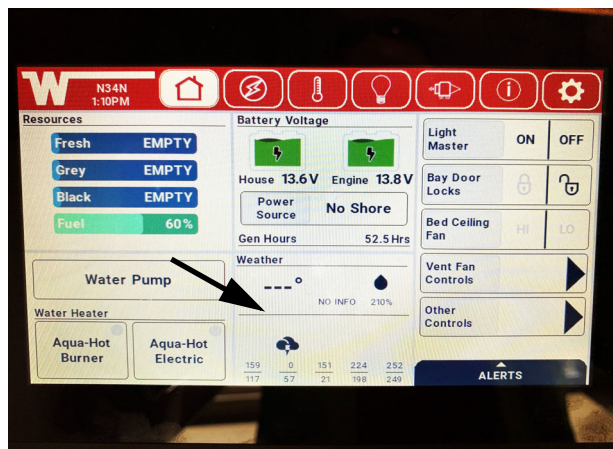 W
N34N
1:10PM
Resources
Fresh EMPTY
Grey EMPTY
Black EMPTY
Fuel 60%
Water Pump
Water Heater
Aqua-Hot
Burner
Aqua-Hot
Electric
Battery Voltage
House 13.6V Engine 13.8V
Power
Source
No Shore
Gen Hours 52.5 Hrs
Weather
---°
NO INFO 210%
159 0 151 224 252
117 57 21 198 249
Light
Master
ON OFF
Bay Door
Locks
Bed Ceiling
Fan
HI LO
Vent Fan
Controls
Other
Controls
ALERTS